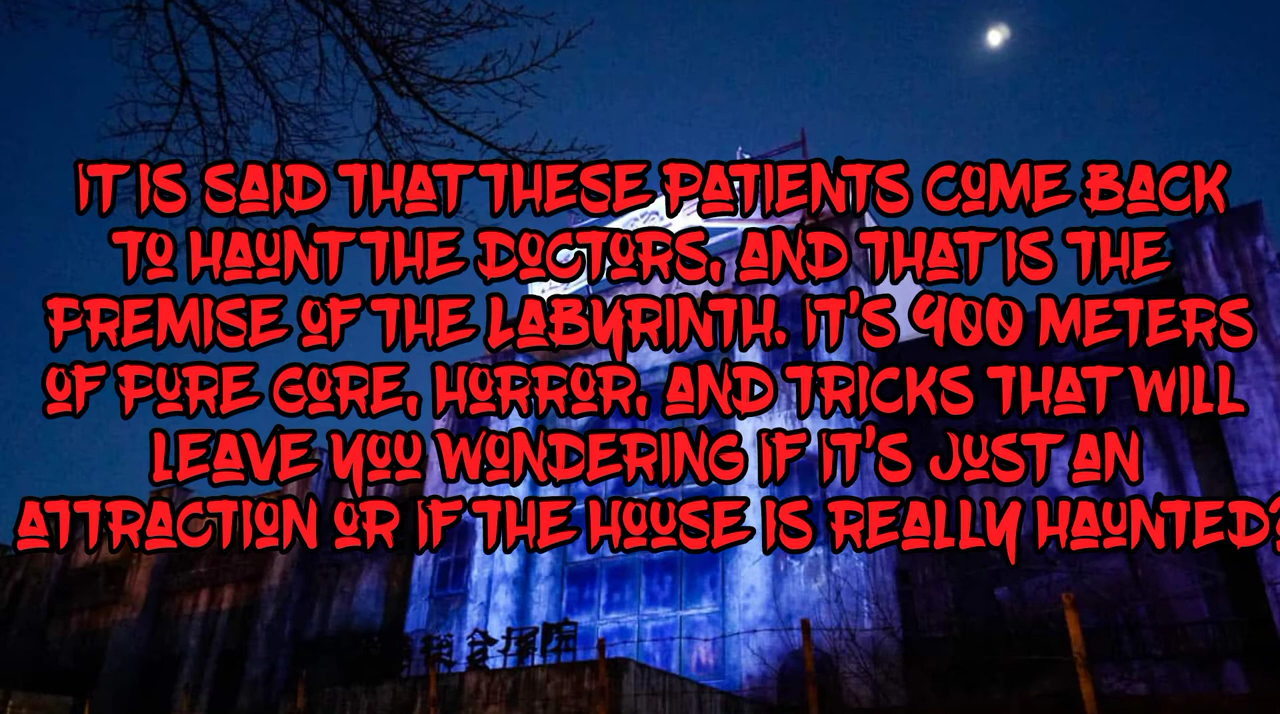 IT IS SAID THAT THESE PATIENTS COME BACK
TO HAUNT THE DOCTORS, AND THAT IS THE
PREMISE OF THE LABYRINTH. IT'S 900 METERS
OF PURE GORE, HORROR, AND TRICKS THAT WILL
LEAVE YOU WONDERING IF IT'S JUST AN
ATTRACTION OR IF THE HOUSE IS REALLY HAUNTED?